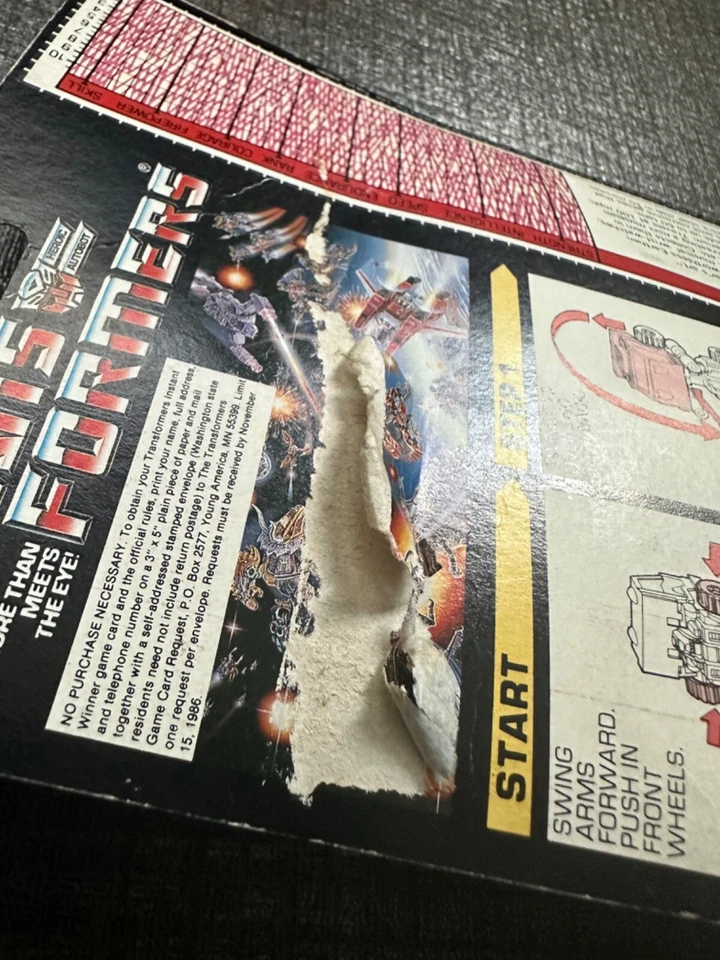 10
SKILL
FIREPOWER
COURAGE
RANK
ENDURANCE
SPEED
INTELLIGENCE
STRENGTH
HEROIC
AUTOBOT
FORMERS®
THAN
MEETS
THE EYE!
NO PURCHASE NECESSARY. To obtain your Transformers Instant
Winner game card and the official rules, print your name, full address,
and telephone number on a 3" x 5" plain piece of paper and mail
together with a self-addressed stamped envelope (Washington state
residents need not include return postage) to The Transformers
Game Card Request, P.O. Box 2577, Young America, MN 55399. Limit
one request per envelope. Requests must be received by November
15, 1986.
STEP 1
START
SWING
ARMS
FORWARD.
PUSH IN
FRONT
WHEELS.